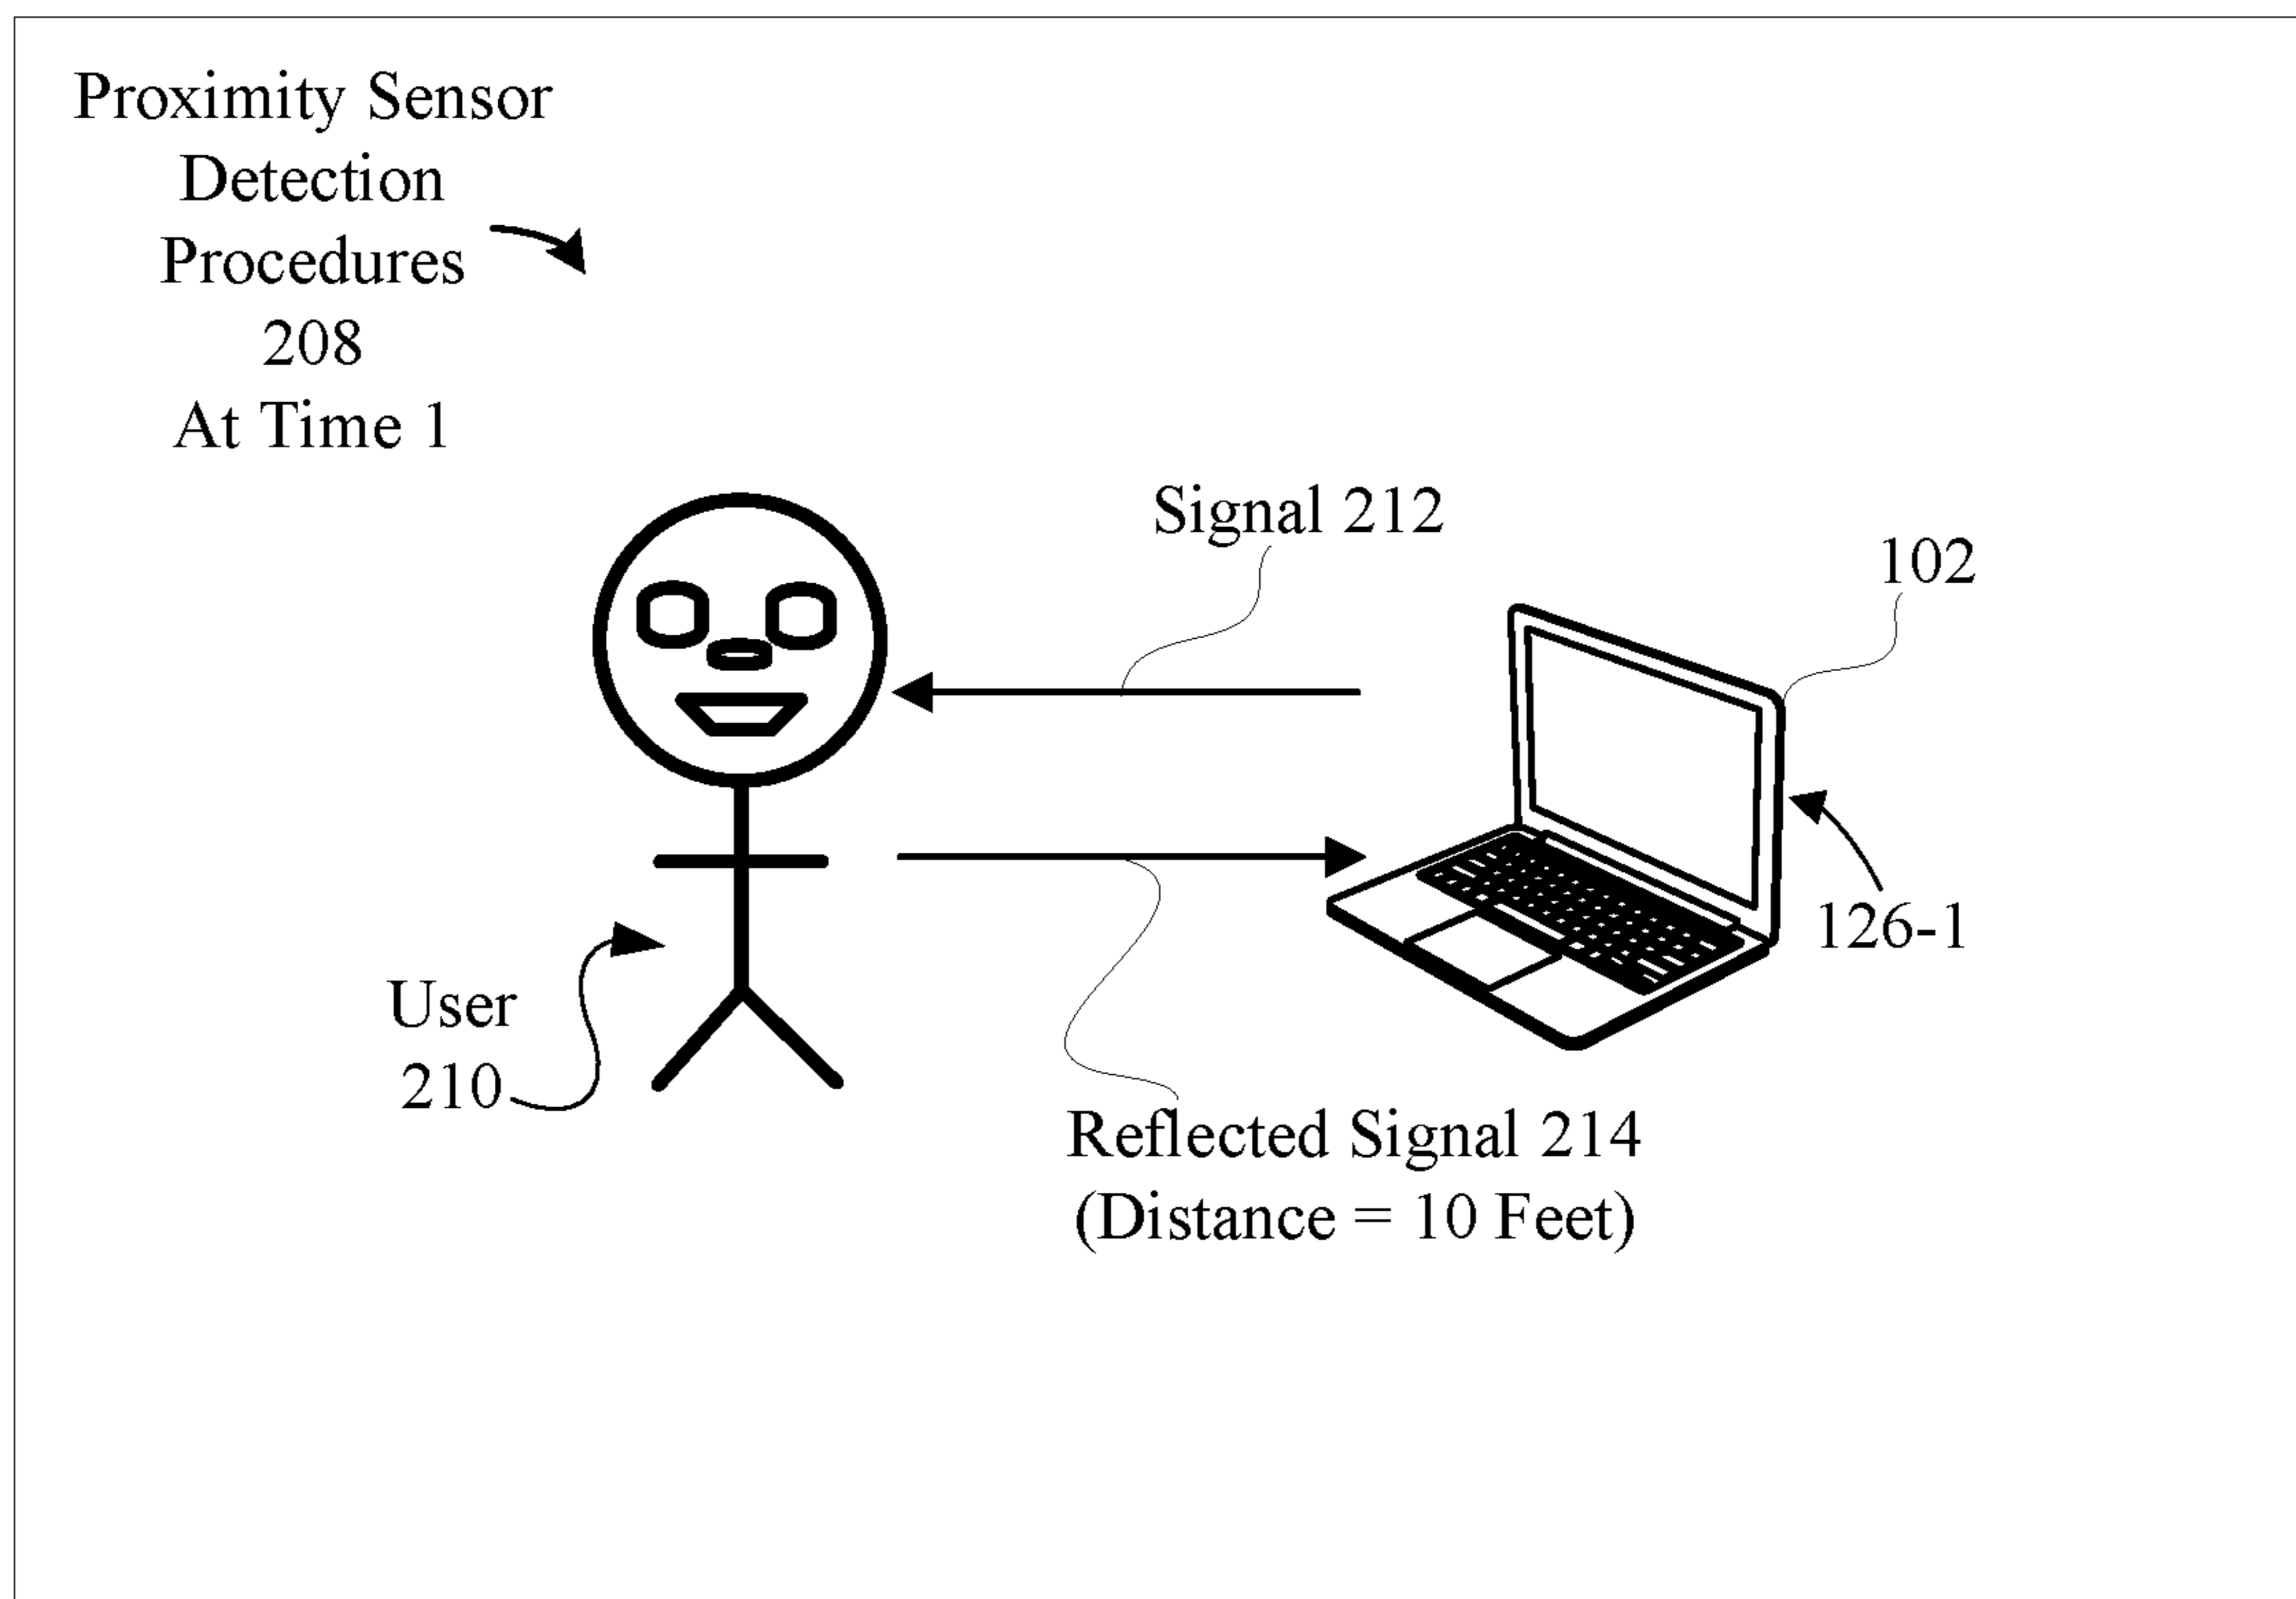 Proximity Sensor
Detection
Procedures
208
At Time 1
Signal 212
102
126-1
User
210
Reflected Signal 214
(Distance = 10 Feet)